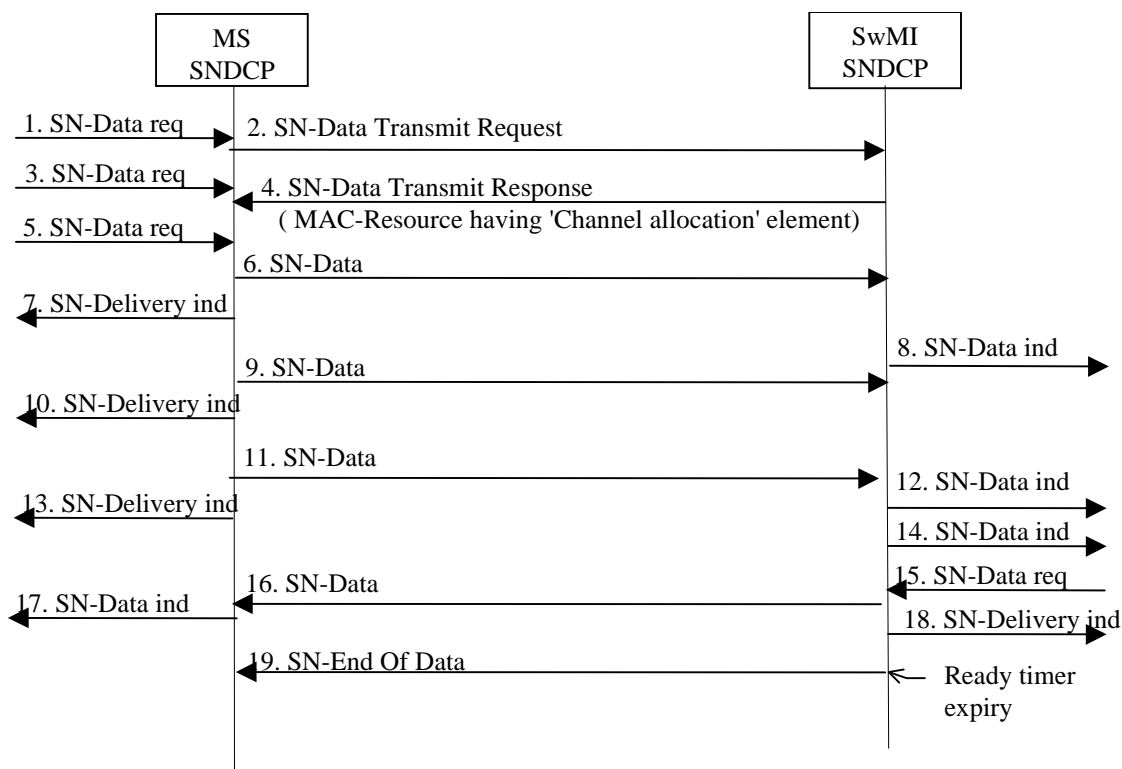 MS
SNDCP
SwMI
SNDCP
1. SN-Data req
2. SN-Data Transmit Request
3. SN-Data req
4. SN-Data Transmit Response
( MAC-Resource having 'Channel allocation' element)
5. SN-Data req
6. SN-Data
7. SN-Delivery ind
8. SN-Data ind
9. SN-Data
10. SN-Delivery ind
11. SN-Data
12. SN-Data ind
13. SN-Delivery ind
14. SN-Data ind
15. SN-Data req
16. SN-Data
17. SN-Data ind
18. SN-Delivery ind
19. SN-End Of Data
Ready timer
expiry